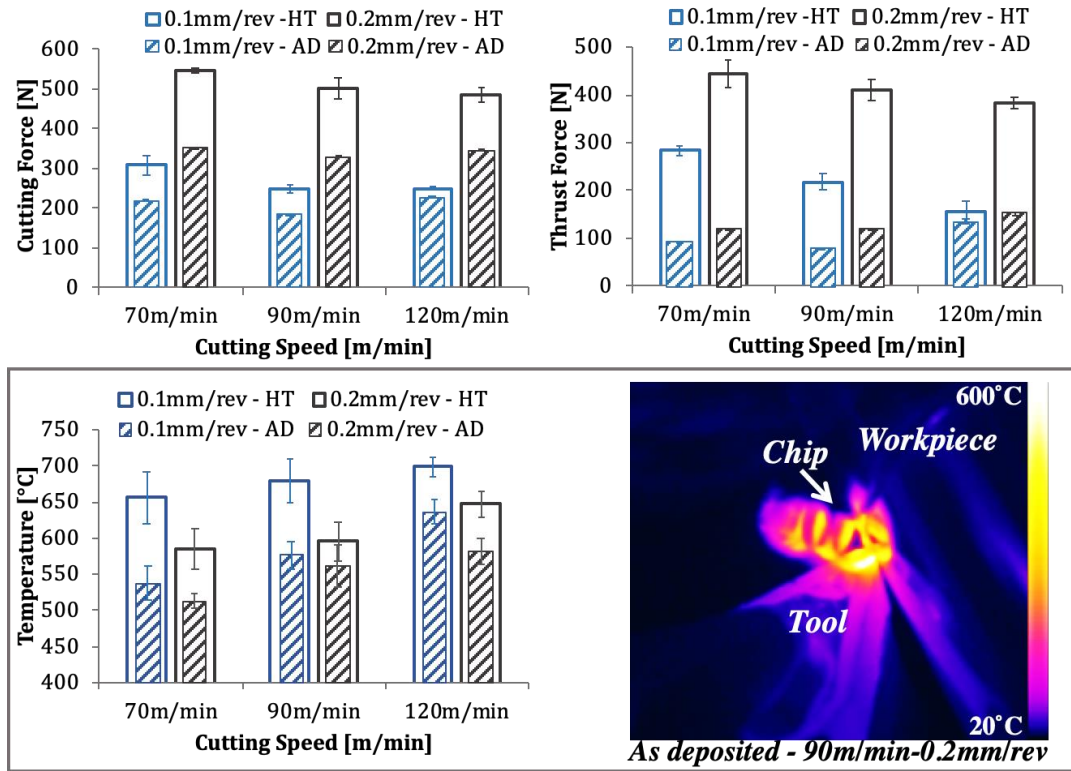 0.1mm/rev -HT 0.2mm/rev - HT
0.1mm/rev - AD 0.2mm/rev - AD
Cutting Force [N]
600
500
400
300
200
100
0
70m/min 90m/min 120m/min
Cutting Speed [m/min]
0.1mm/rev-HT 0.2mm/rev - HT
0.1mm/rev - AD 0.2mm/rev - AD
Thrust Force [N]
500
400
300
200
100
0
70m/min 90m/min 120m/min
Cutting Speed [m/min]
0.1mm/rev - HT 0.2mm/rev - HT
0.1mm/rev - AD 0.2mm/rev - AD
Temperature [°C]
750
700
650
600
550
500
450
400
70m/min 90m/min 120m/min
Cutting Speed [m/min]
600°C
Workpiece
Chip
Tool
20°C
As deposited - 90m/min-0.2mm/rev